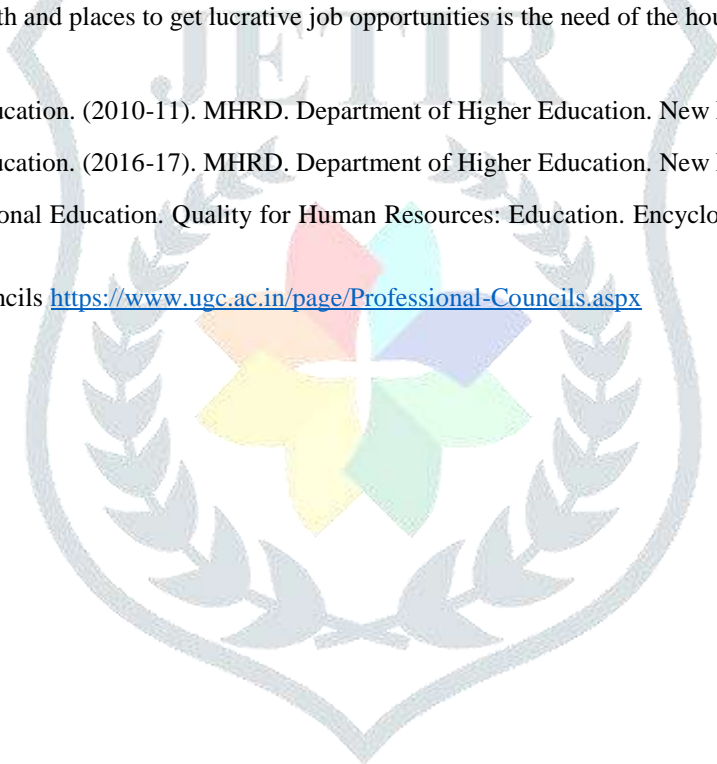 th and places to get lucrative job opportunities is the need of the hou
JETIR
ucation. (2010-11). MHRD. Department of Higher Education. New
ucation. (2016-17). MHRD. Department of Higher Education. New
onal Education. Quality for Human Resources: Education. Encyclo
ncils https://www.ugc.ac.in/page/Professional-Councils.aspx